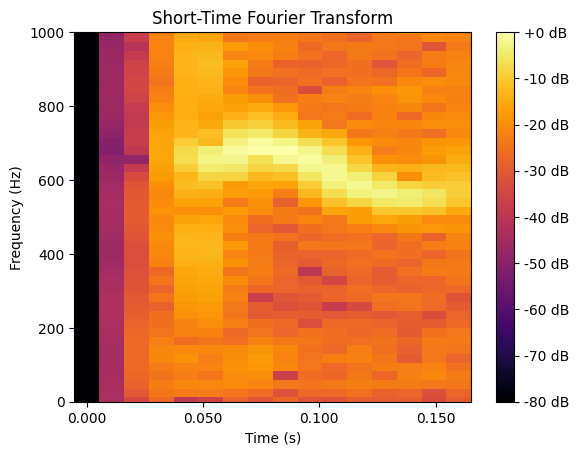 Short-Time Fourier Transform
1000
800
600
400
200
0
Frequency (Hz)
0.000
0.050
0.100
0.150
Time (s)
+0 dB
-10 dB
-20 dB
-30 dB
-40 dB
-50 dB
-60 dB
-70 dB
-80 dB